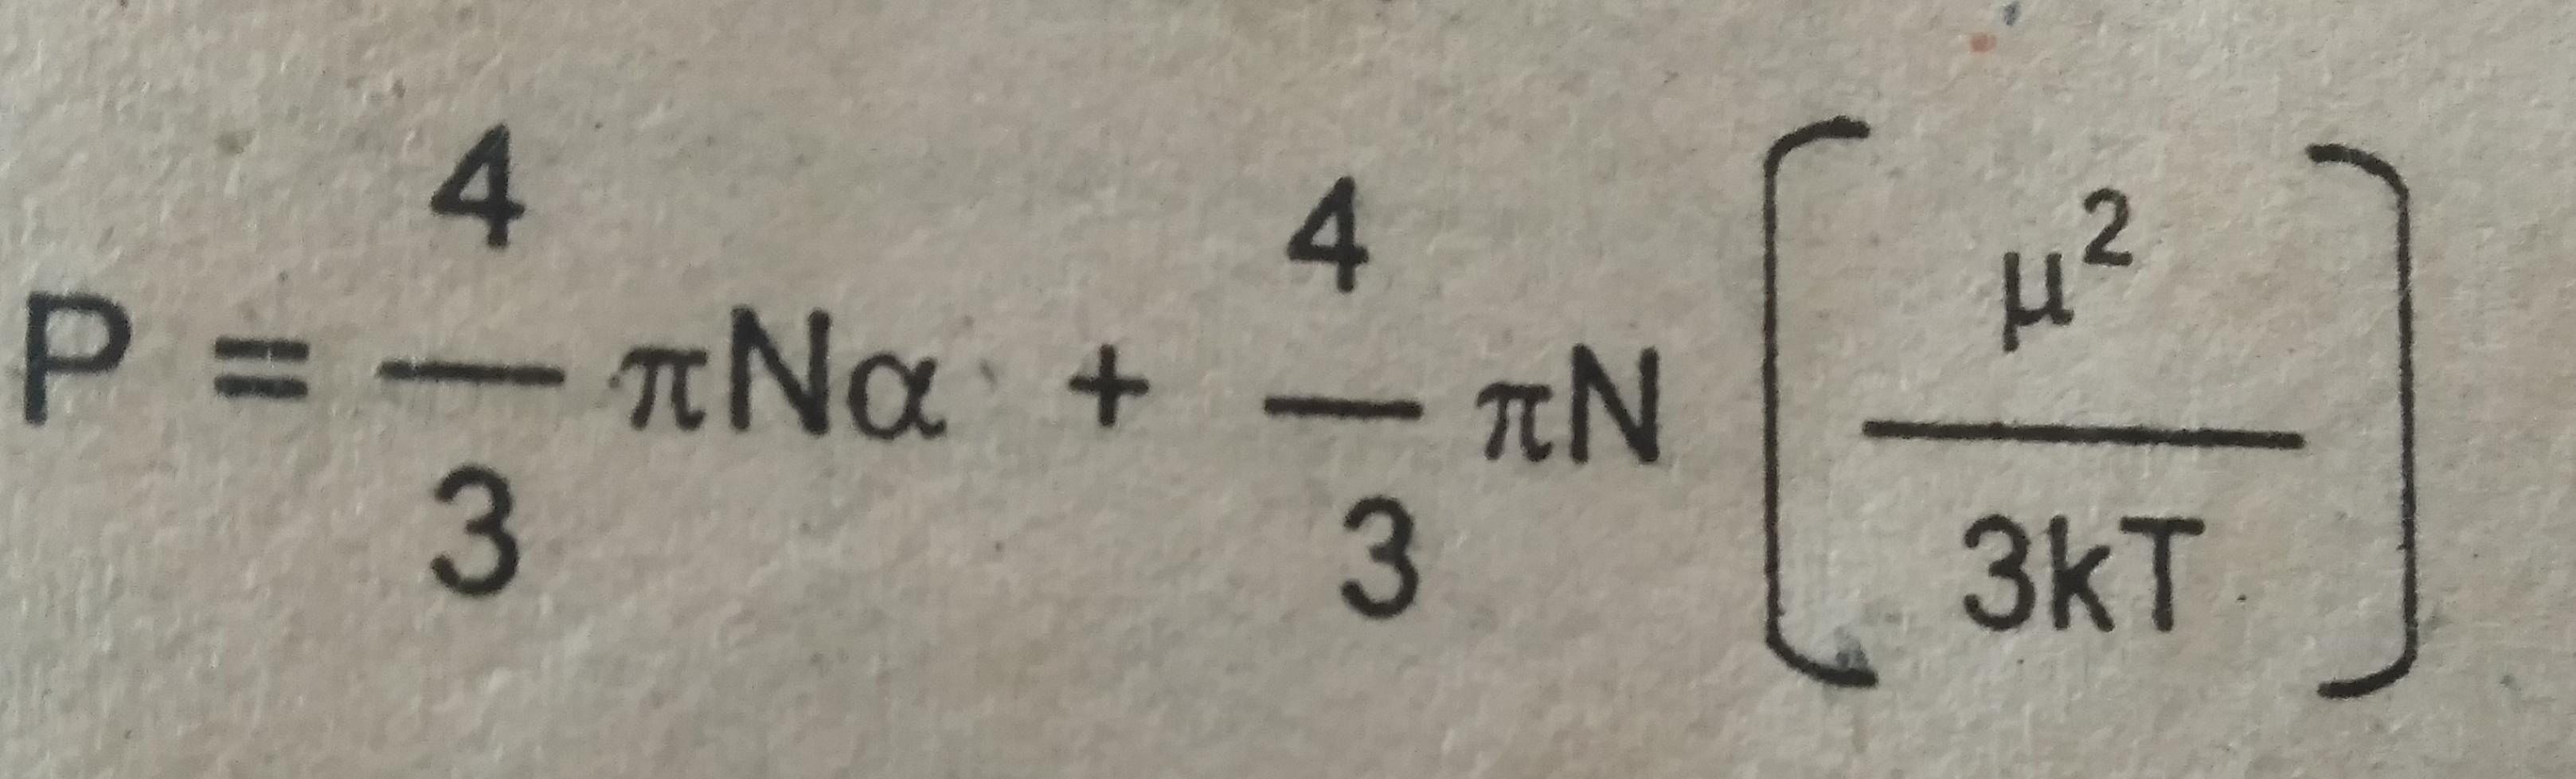 P = 4/3 πNα + 4/3 πN (μ²/3kT)